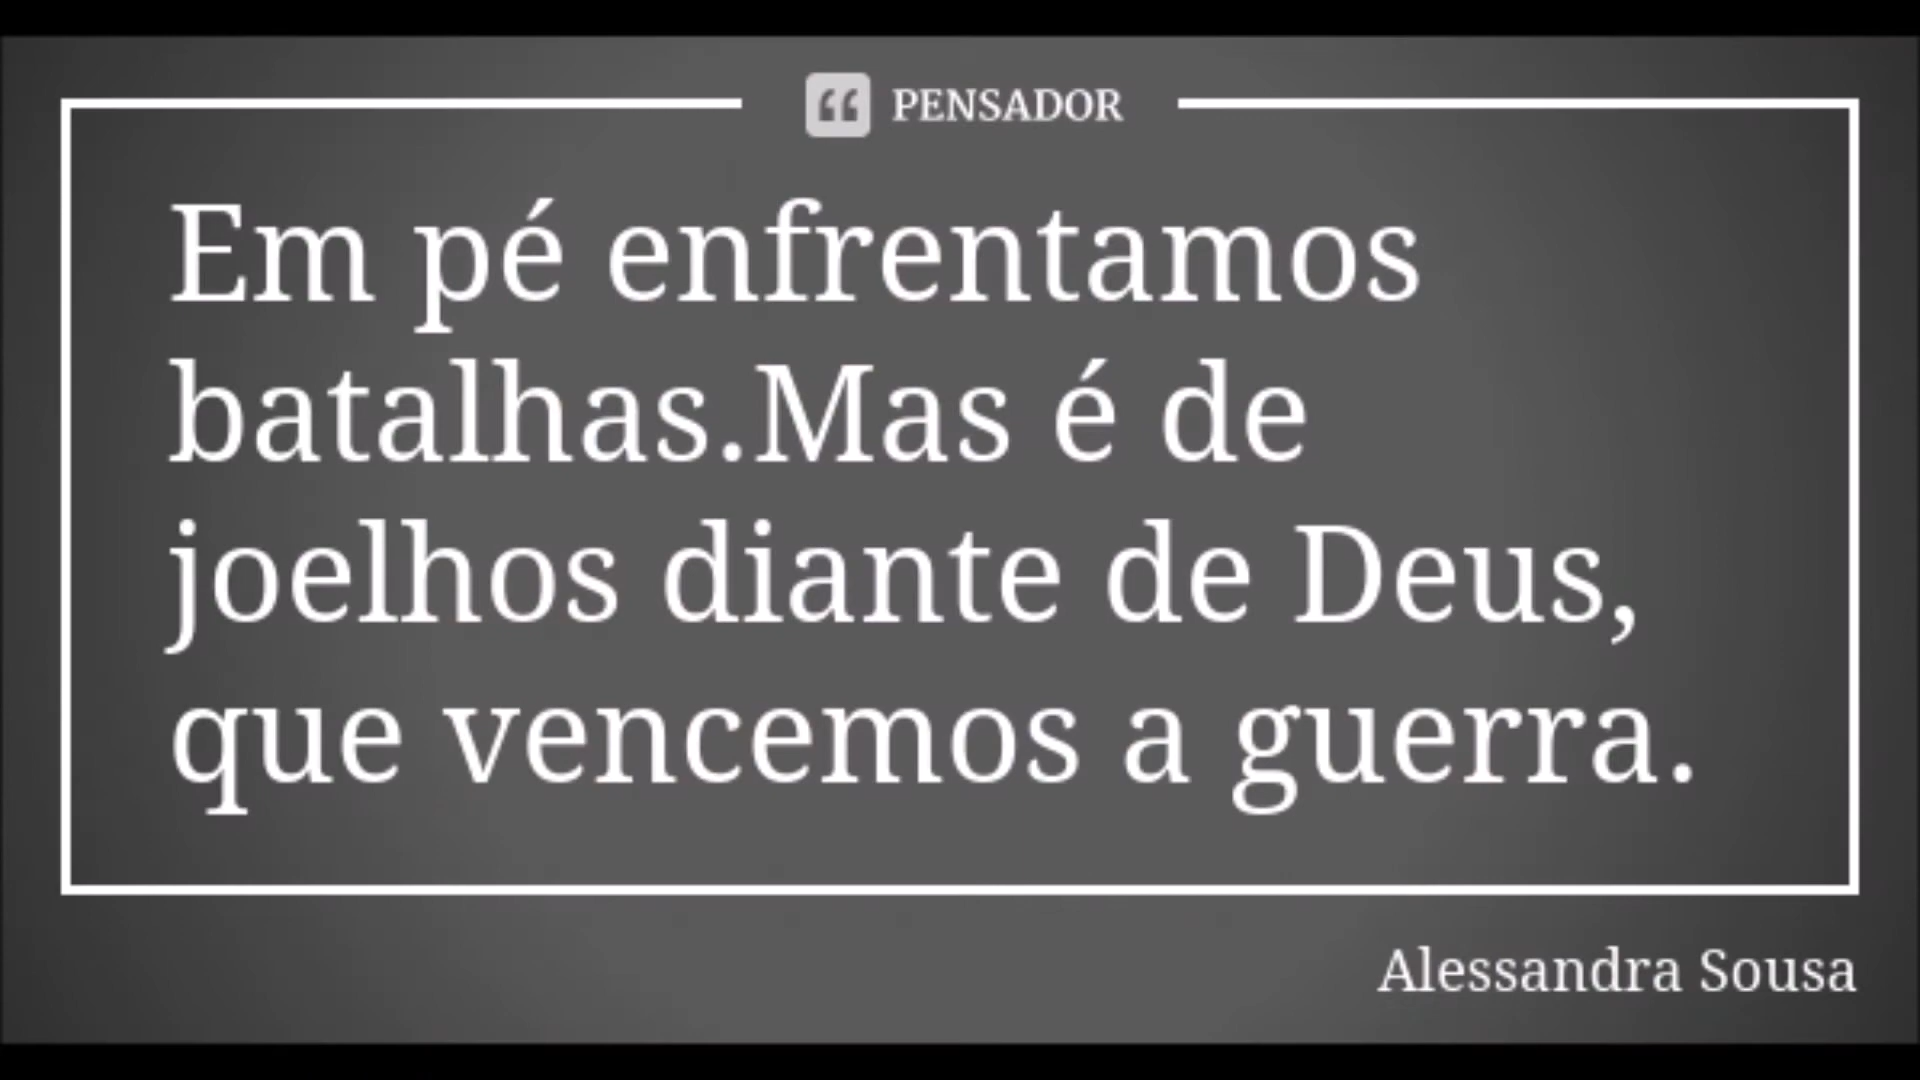 PENSADOR
Em pé enfrentamos
batalhas.Mas é de
joelhos diante de Deus,
que vencemos a guerra.
Alessandra Sousa